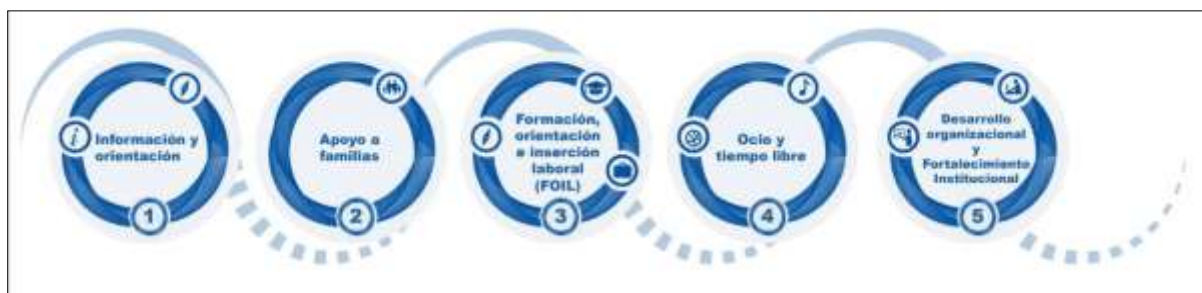 Información y
orientación
1
Apoyo a
familias
2
Formación,
orientación
e inserción
laboral
(FOIL)
3
Ocio y
tiempo libre
4
Desarrollo
organizacional
y
Fortalecimiento
Institucional
5